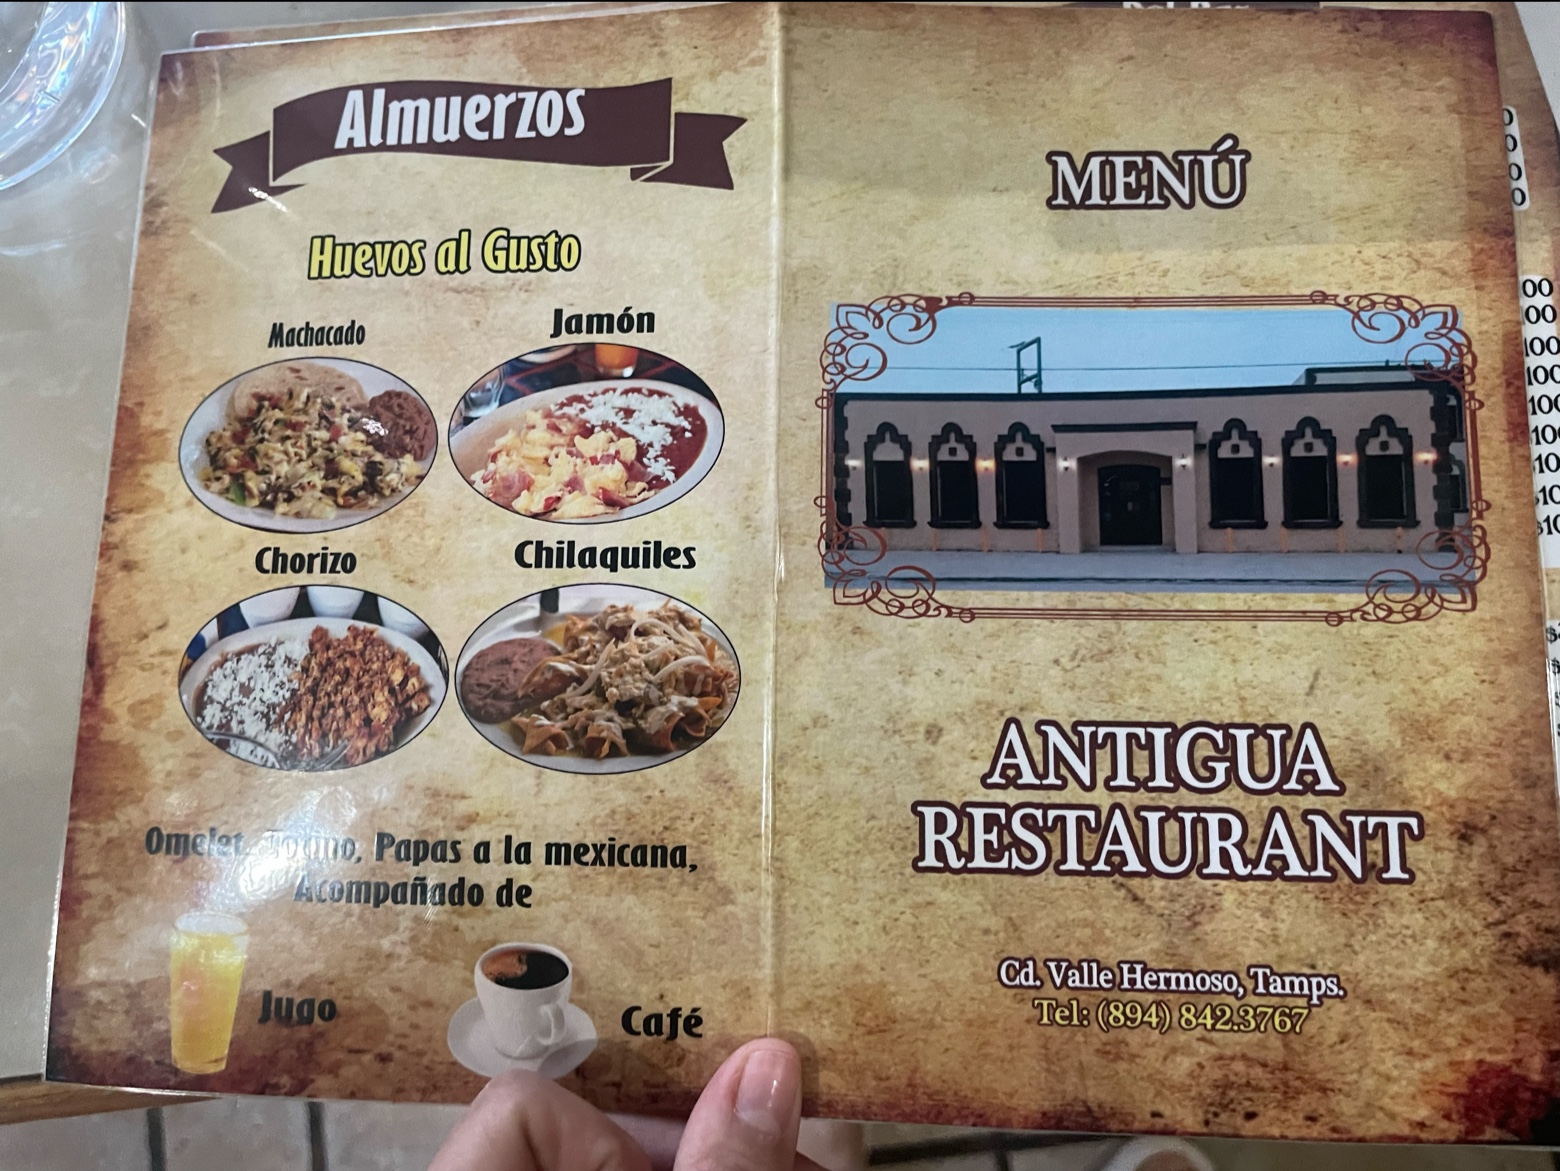 Almuerzos
Huevos al Gusto
Machacado
Jamón
Chorizo
Chilaquiles
Omelet, Tocino, Papas a la mexicana,
Acompañado de
Jugo
Café
MENÚ
ANTIGUA
RESTAURANT
Cd. Valle Hermoso, Tamps.
Tel: (894) 842.3767